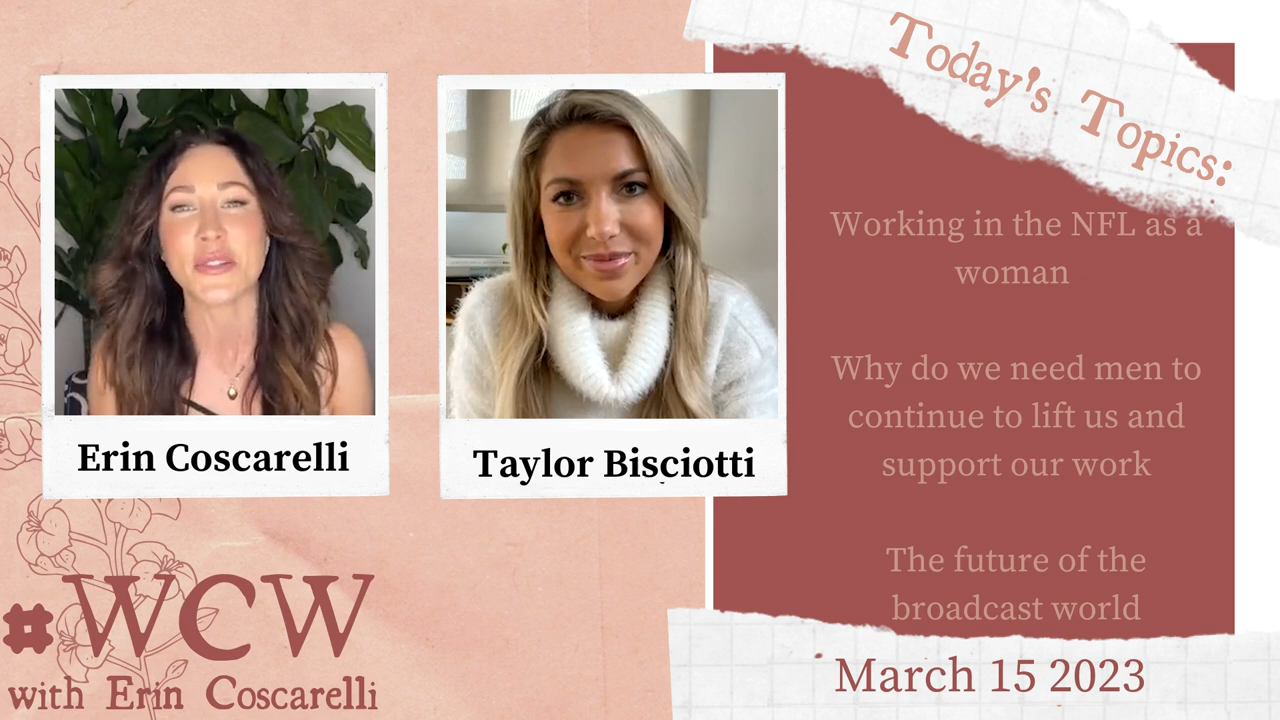 Today's Topics:
Erin Coscarelli
Taylor Bisciotti
Working in the NFL as a
woman
Why do we need men to
continue to lift us and
support our work
The future of the
broadcast world
#WCW
with Erin Coscarelli
March 15 2023